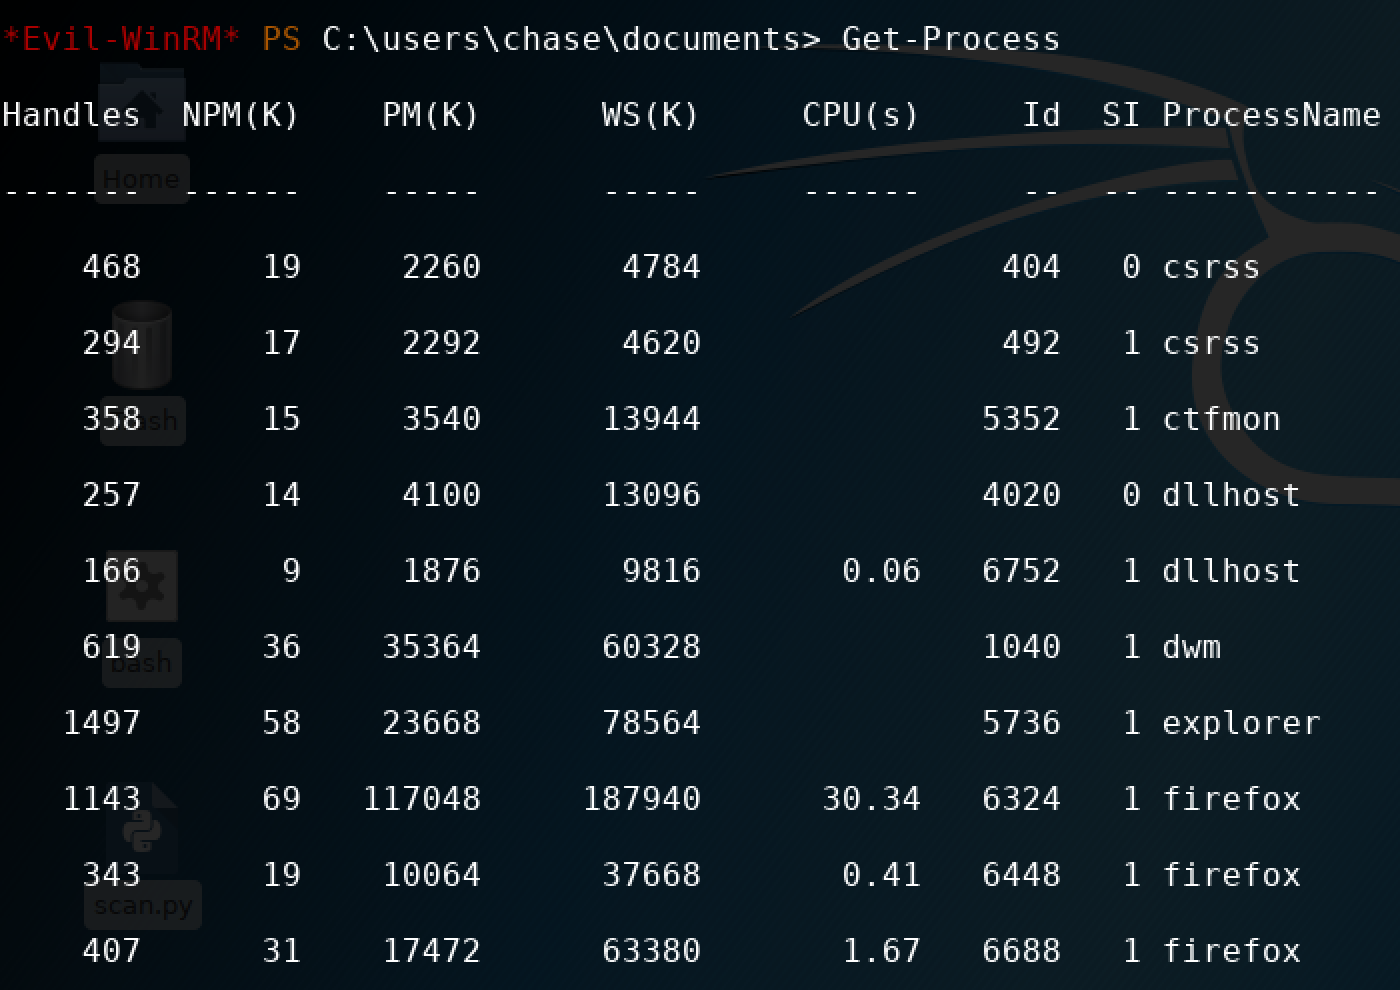 *Evil-WinRM* PS C:\users\chase\documents> Get-Process
Handles  NPM(K)    PM(K)      WS(K)     CPU(s)     Id  SI ProcessName
-------  ------    -----      -----     ------     --  -- -----------
    468      19     2260       4784               404   0 csrss
    294      17     2292       4620               492   1 csrss
    358      15     3540      13944              5352   1 ctfmon
    257      14     4100      13096              4020   0 dllhost
    166       9     1876       9816       0.06   6752   1 dllhost
    619      36    35364      60328              1040   1 dwm
   1497      58    23668      78564              5736   1 explorer
   1143      69   117048     187940      30.34   6324   1 firefox
    343      19    10064      37668       0.41   6448   1 firefox
    407      31    17472      63380       1.67   6688   1 firefox
Home
bash
scan.py